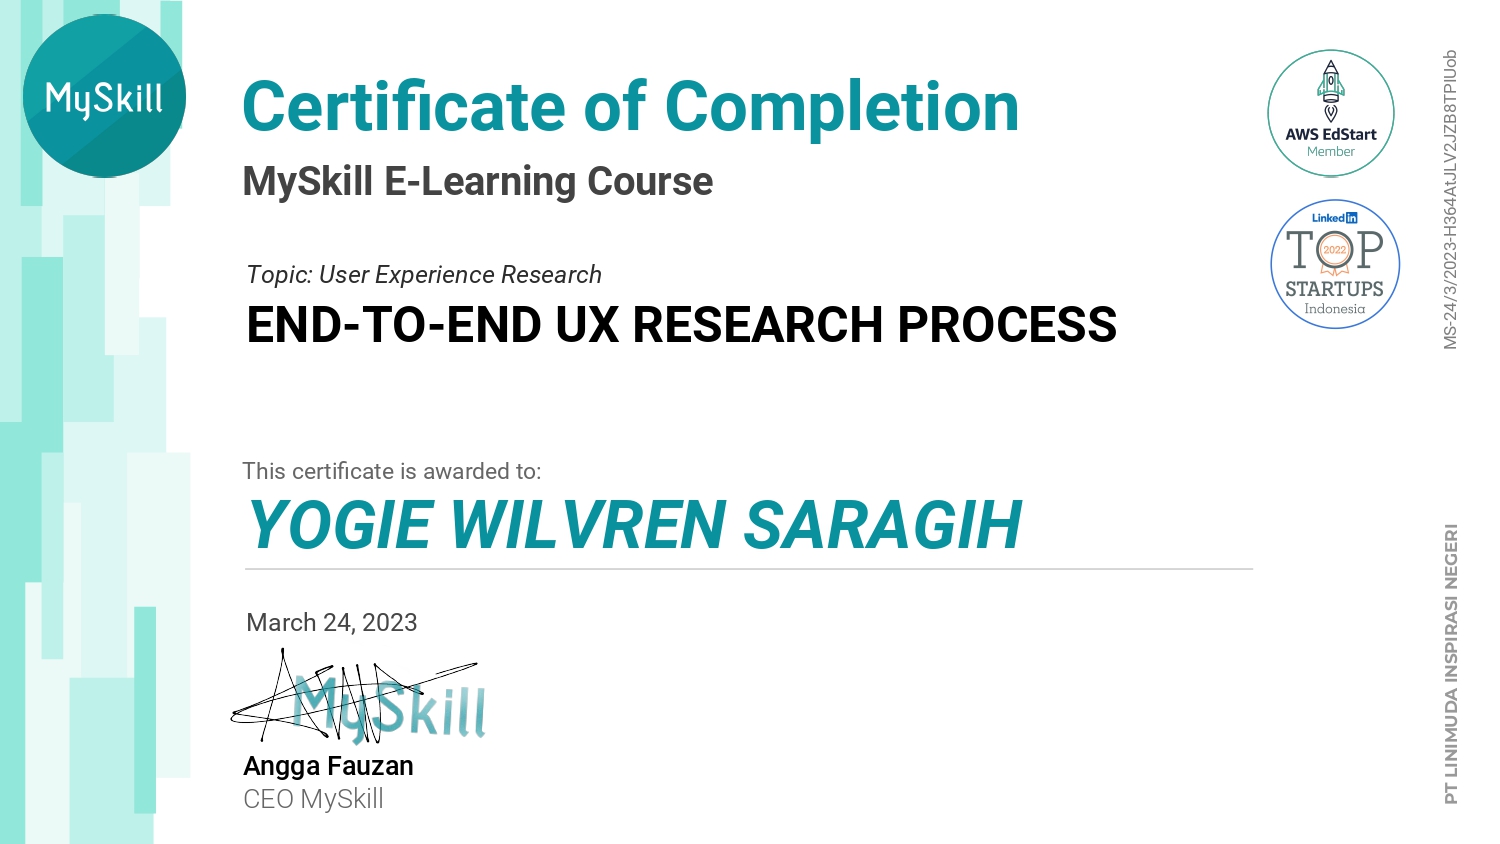 MySkill
Certificate of Completion
MySkill E-Learning Course
Topic: User Experience Research
END-TO-END UX RESEARCH PROCESS
This certificate is awarded to:
YOGIE WILVREN SARAGIH
March 24, 2023
MySkill
Angga Fauzan
CEO MySkill
AWS EdStart
Member
Linked in
TOP
2022
STARTUPS
Indonesia
MS-24/3/2023-H364AtJLV2JZB8TPIUob
PT LINIMUDA INSPIRASI NEGERI